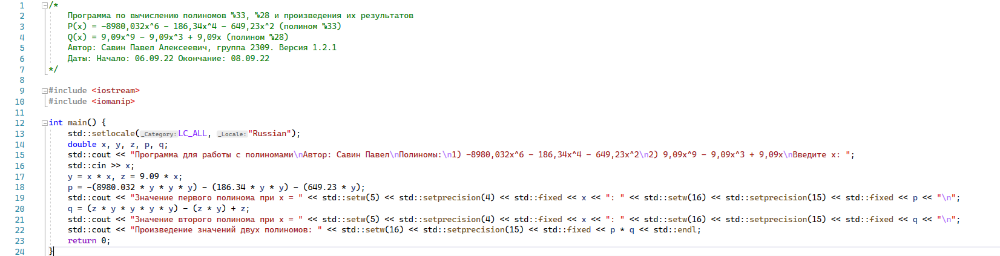 1 /*
2 Программа по вычислению полиномов №33, №28 и произведения их результатов
3 P(x) = -8980,032x^6 - 186,34x^4 - 649,23x^2 (полином №33)
4 Q(x) = 9,09x^9 - 9,09x^3 + 9,09x (полином №28)
5 Автор: Савин Павел Алексеевич, группа 2309. Версия 1.2.1
6 Даты: Начало: 06.09.22 Окончание: 08.09.22
7 */
8
9 #include <iostream>
10 #include <iomanip>
11
12 int main() {
13 std::setlocale(_Category:LC_ALL, _Locale:"Russian");
14 double x, y, z, p, q;
15 std::cout << "Программа для работы с полиномами\nАвтор: Савин Павел\nПолиномы:\n1) -8980,032x^6 - 186,34x^4 - 649,23x^2\n2) 9,09x^9 - 9,09x^3 + 9,09x\nВведите x: ";
16 std::cin >> x;
17 y = x * x, z = 9.09 * x;
18 p = -(8980.032 * y * y * y) - (186.34 * y * y) - (649.23 * y);
19 std::cout << "Значение первого полинома при x = " << std::setw(5) << std::setprecision(4) << std::fixed << x << ": " << std::setw(16) << std::setprecision(15) << std::fixed << p << "\n";
20 q = (z * y * y * y * y) - (z * y) + z;
21 std::cout << "Значение второго полинома при x = " << std::setw(5) << std::setprecision(4) << std::fixed << x << ": " << std::setw(16) << std::setprecision(15) << std::fixed << q << "\n";
22 std::cout << "Произведение значений двух полиномов: " << std::setw(16) << std::setprecision(15) << std::fixed << p * q << std::endl;
23 return 0;
24 }